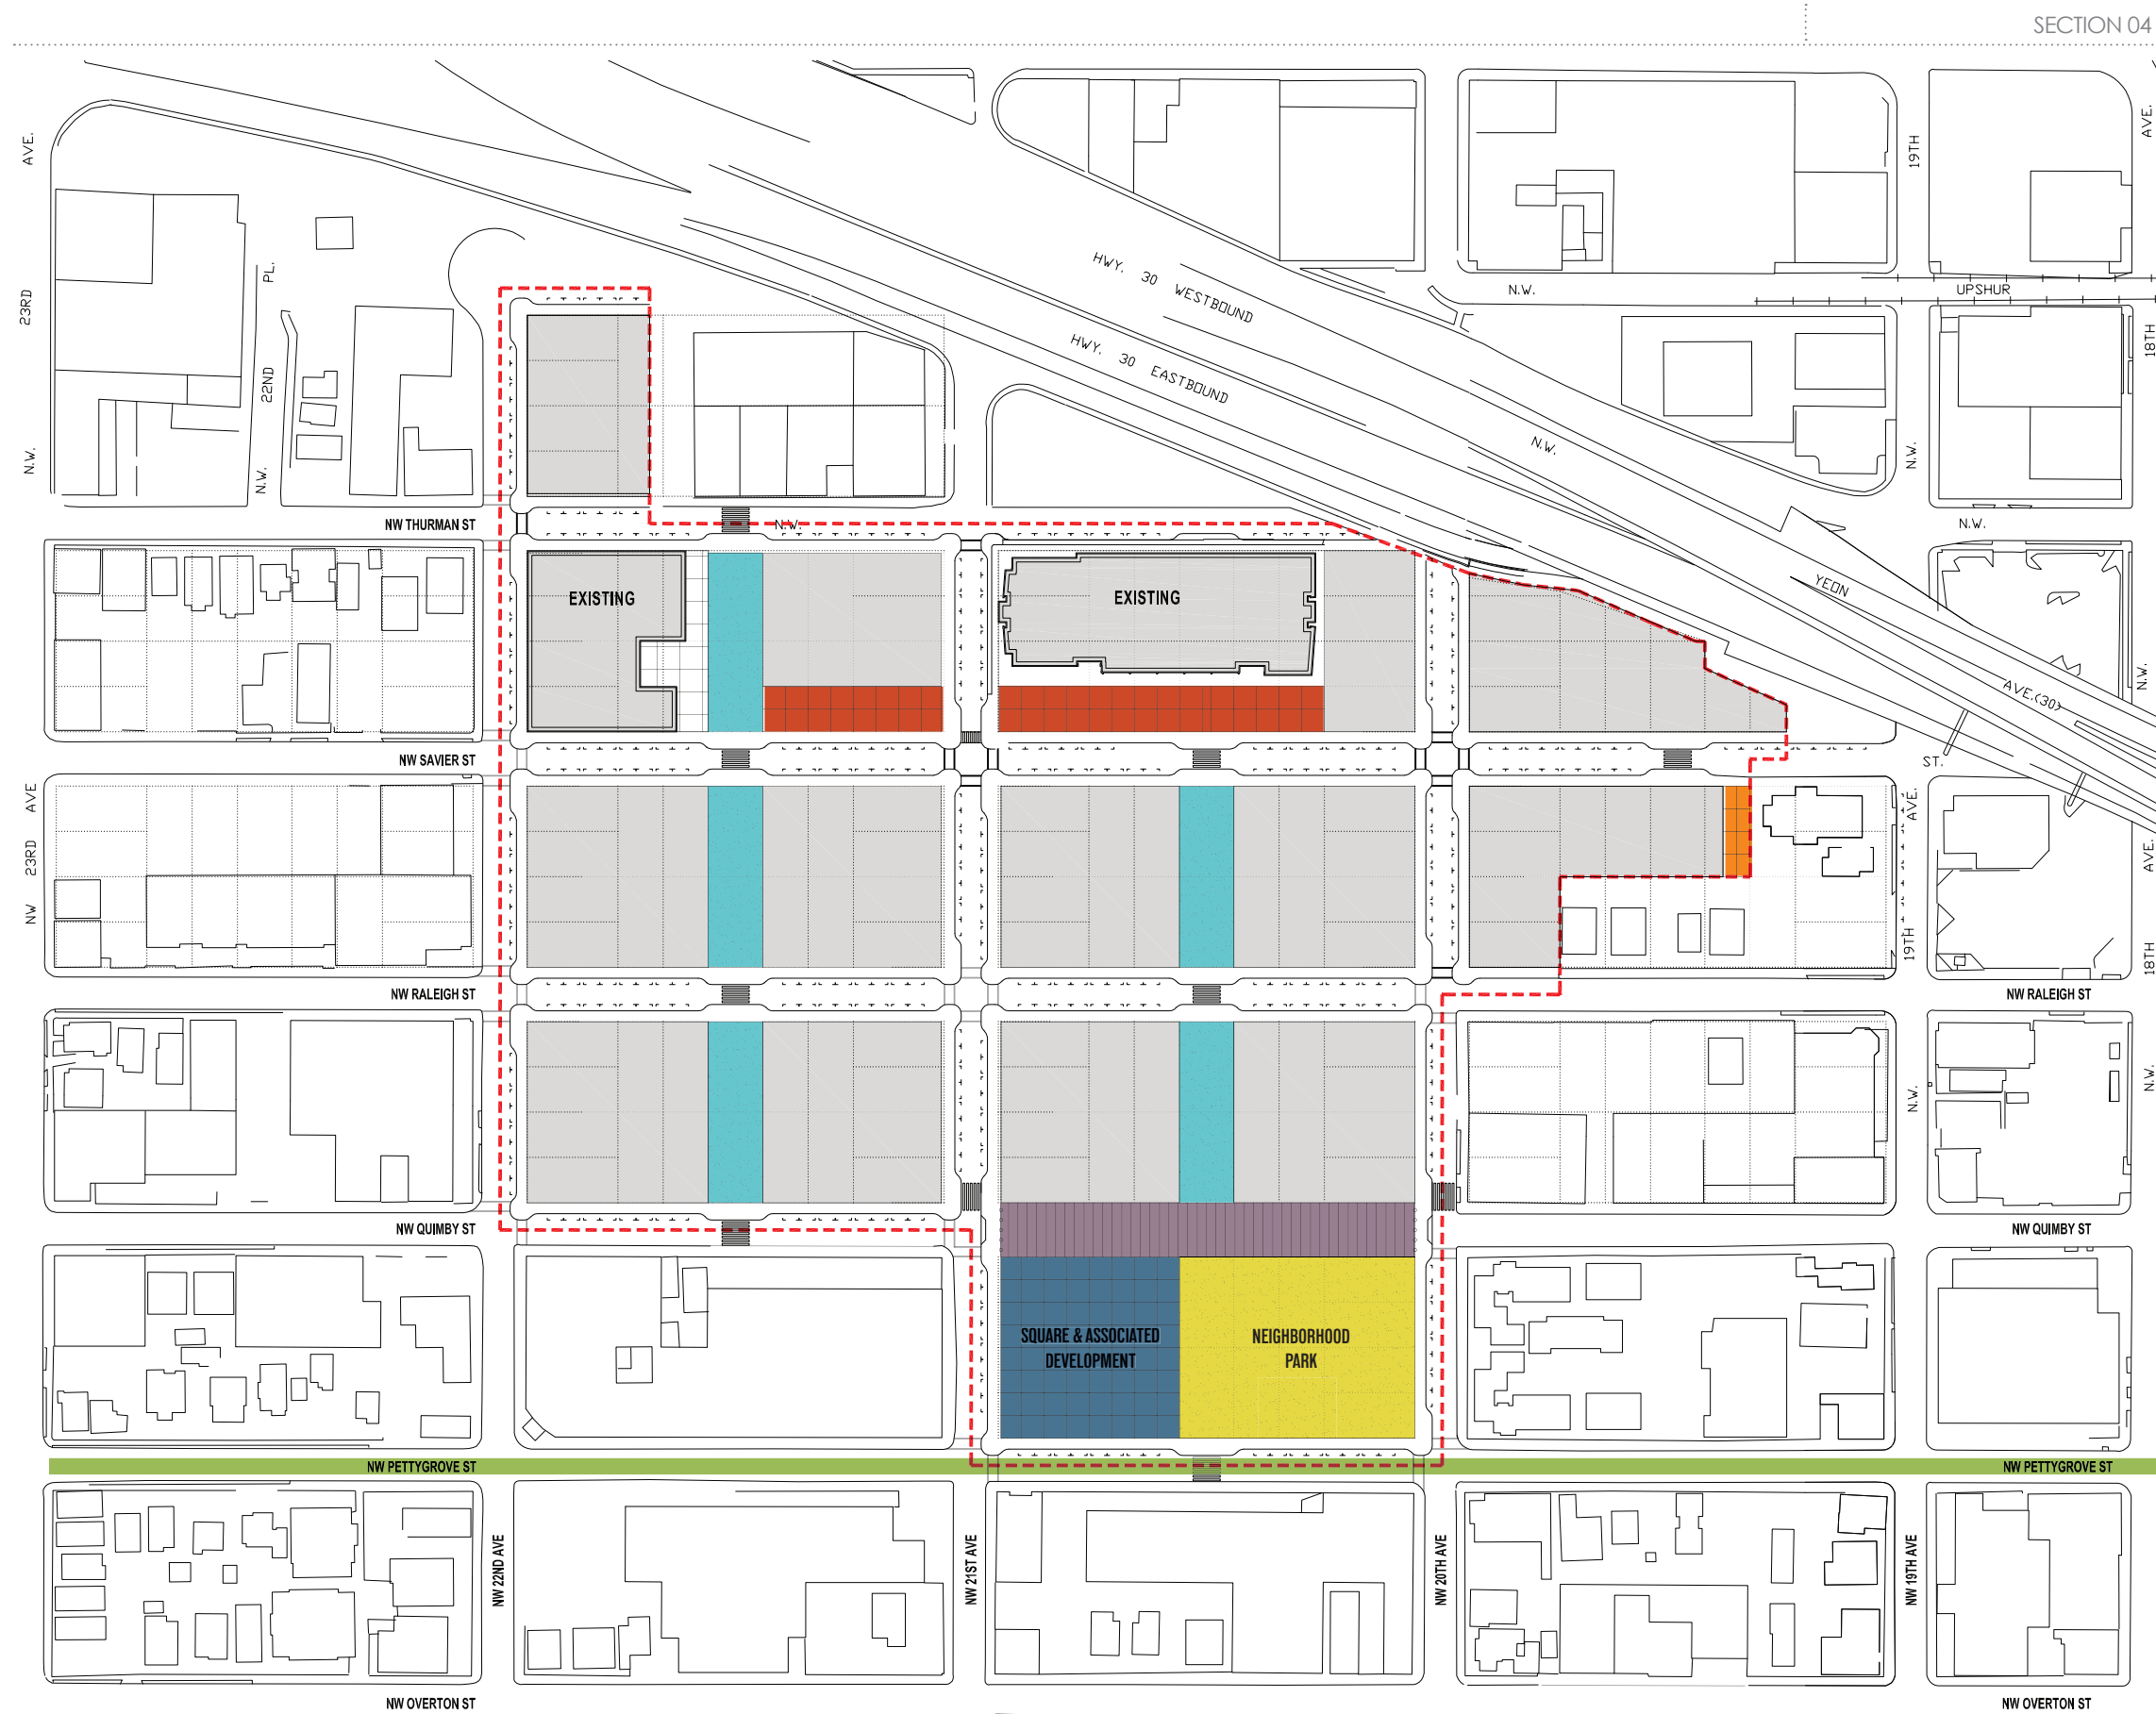 SECTION 04
AVE.
23RD
N.W.
PL.
22ND
N.W.
HWY. 30 WESTBOUND
HWY. 30 EASTBOUND
19TH
N.W.
AVE.
18TH
N.W.
N.W. UPSHUR
N.W.
YEON
AVE.(30)
NW THURMAN ST
N.W.
N.W.
EXISTING
EXISTING
NW SAVIER ST
ST.
AVE
23RD
NW
AVE.
19TH
N.W.
AVE.
18TH
N.W.
NW RALEIGH ST
NW RALEIGH ST
NW QUIMBY ST
NW QUIMBY ST
SQUARE & ASSOCIATED
DEVELOPMENT
NEIGHBORHOOD
PARK
NW PETTYGROVE ST
NW PETTYGROVE ST
NW 22ND AVE
NW 21ST AVE
NW 20TH AVE
NW 19TH AVE
NW OVERTON ST
NW OVERTON ST